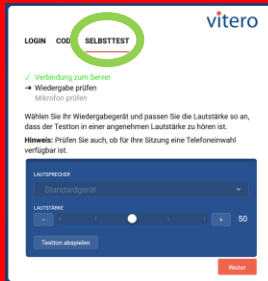 vitero
LOGIN COD SELBSTTEST
✓ Verbindung zum Server
➔ Wiedergabe prüfen
Mikrofon prüfen
Wählen Sie Ihr Wiedergabegerät und passen Sie die Lautstärke so an,
dass der Testton in einer angenehmen Lautstärke zu hören ist.
Hinweis: Prüfen Sie auch, ob für Ihre Sitzung eine Telefoneinwahl
verfügbar ist.
LAUTSPRECHER
Standardgerät
LAUTSTÄRKE
- + 50
Testton abspielen
Weiter